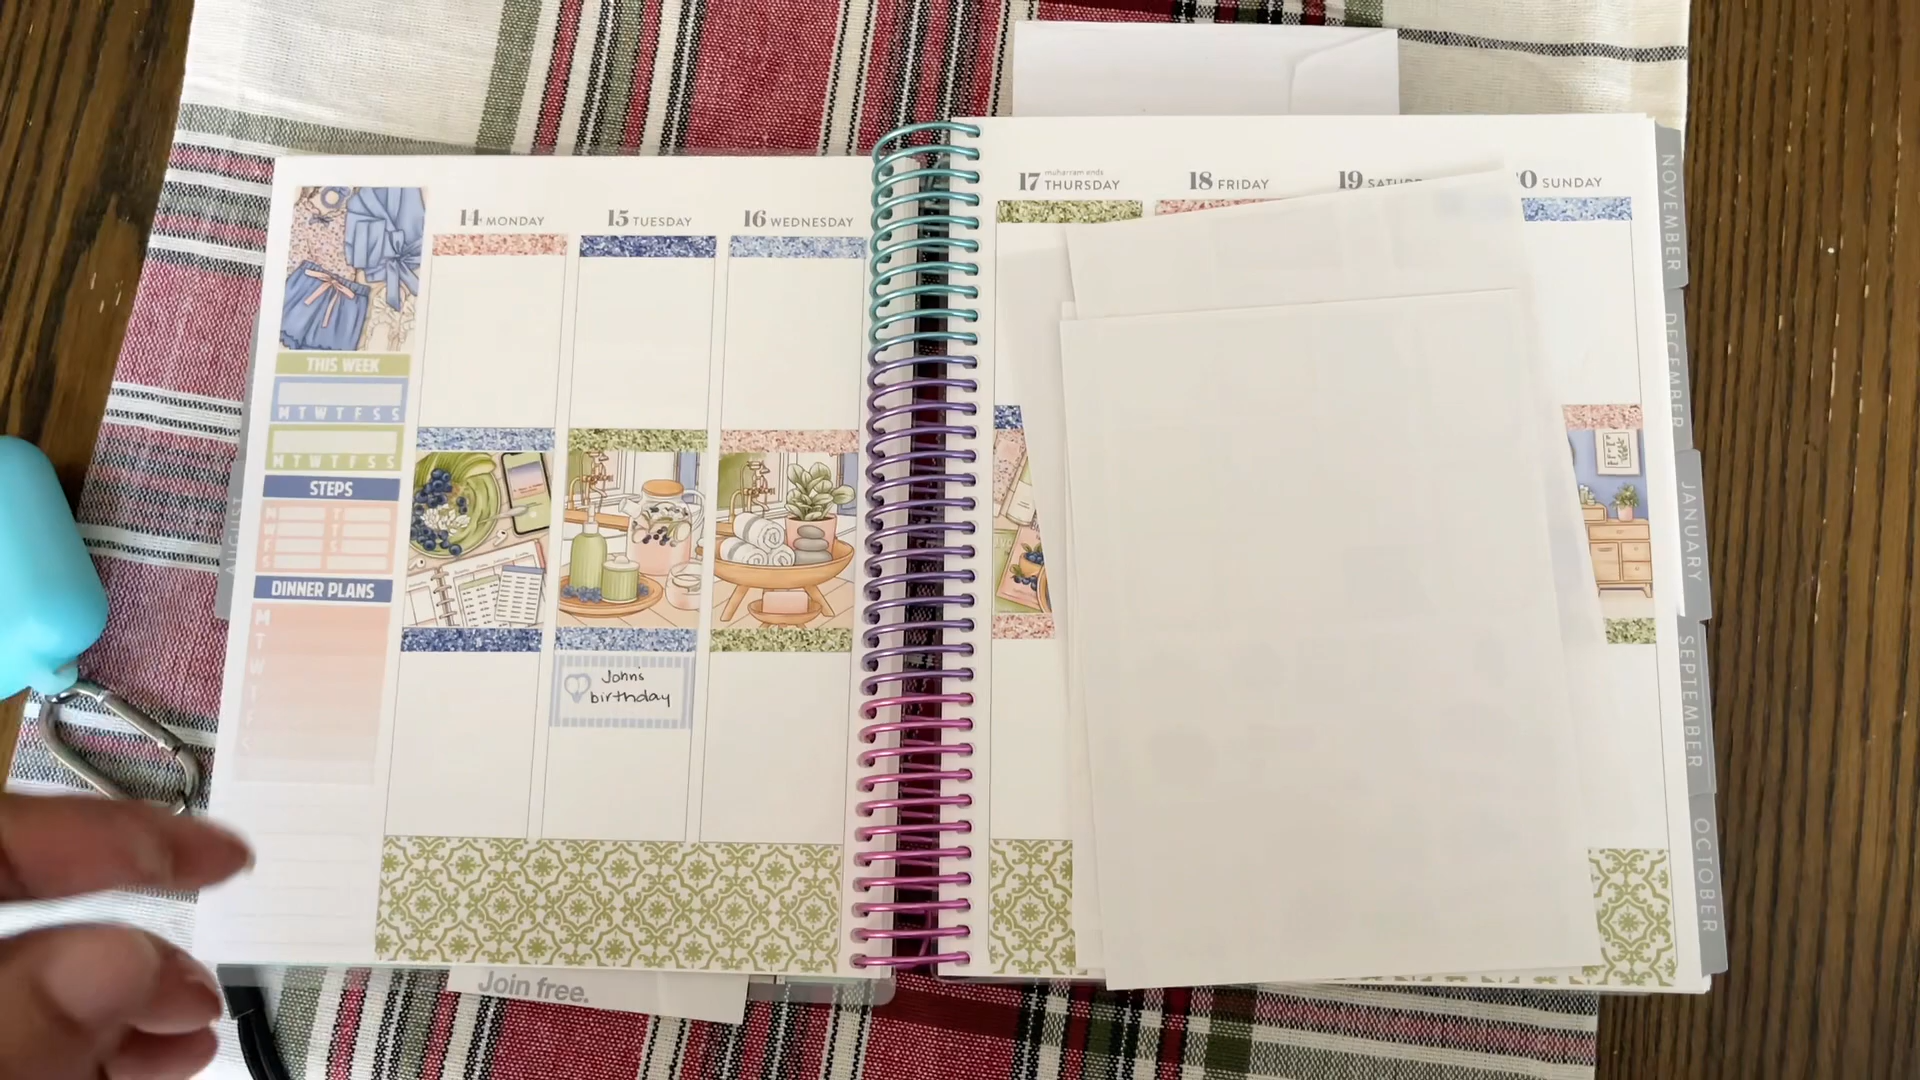 14 MONDAY
15 TUESDAY
16 WEDNESDAY
muharram ends
17 THURSDAY
18 FRIDAY
19
SUNDAY
THIS WEEK
M T W T F S S
M T W T F S S
STEPS
M T
W T
F S
S
DINNER PLANS
M
T
W
T
F
S
John's
birthday
Join free.
AUGUST
NOVEMBER
DECEMBER
JANUARY
SEPTEMBER
OCTOBER